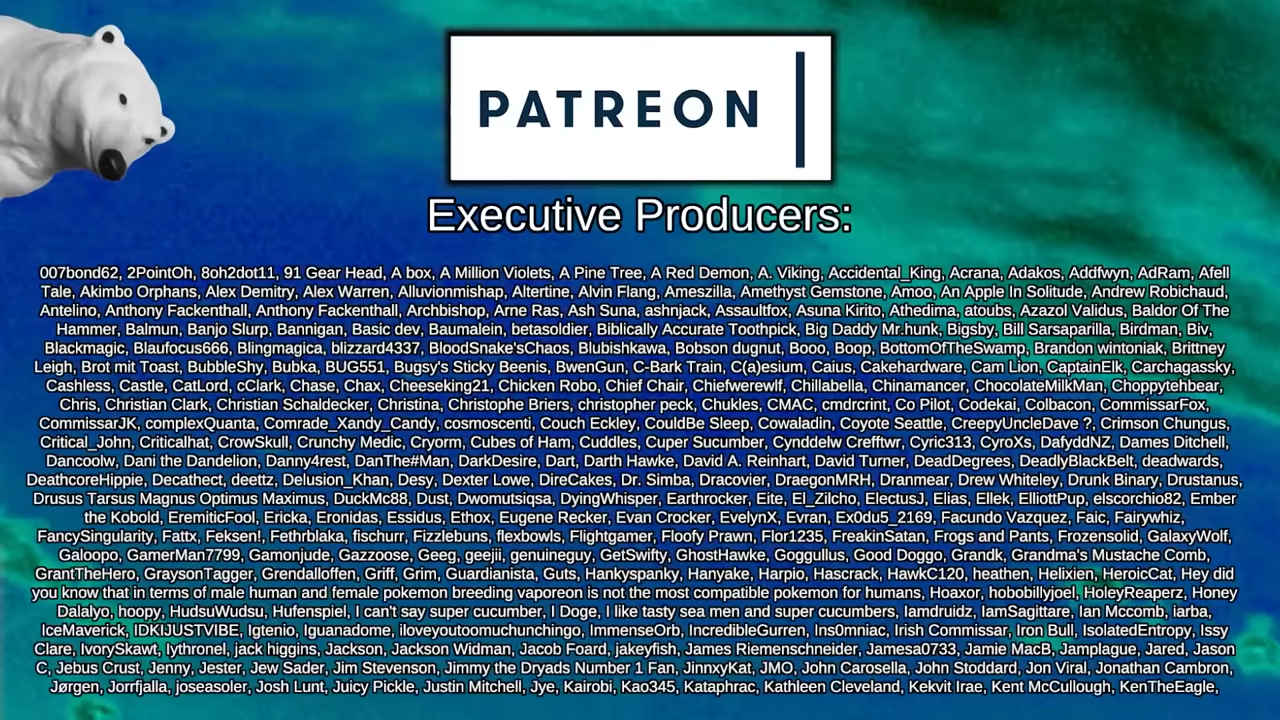 PATREON
Executive Producers:
007bond62, 2PointOh, 8oh2dot11, 91 Gear Head, A box, A Million Violets, A Pine Tree, A Red Demon, A. Viking, Accidental_King, Acrana, Adakos, Addfwyn, AdRam, Afell
Tale, Akimbo Orphans, Alex Demitry, Alex Warren, Alluvionmishap, Altertine, Alvin Flang, Ameszilla, Amethyst Gemstone, Amoo, An Apple In Solitude, Andrew Robichaud,
Antelino, Anthony Fackenthall, Anthony Fackenthall, Archbishop, Arne Ras, Ash Suna, ashnjack, Assaultfox, Asuna Kirito, Athedima, atoubs, Azazol Validus, Baldor Of The
Hammer, Balmun, Banjo Slurp, Bannigan, Basic dev, Baumalein, betasoldier, Biblically Accurate Toothpick, Big Daddy Mr.hunk, Bigsby, Bill Sarsaparilla, Birdman, Biv,
Blackmagic, Blaufocus666, Blingmagica, blizzard4337, BloodSnake'sChaos, Blubishkawa, Bobson dugnut, Booo, Boop, BottomOfTheSwamp, Brandon wintoniak, Brittney
Leigh, Brot mit Toast, BubbleShy, Bubka, BUG551, Bugsy's Sticky Beenis, BwenGun, C-Bark Train, C(a)esium, Caius, Cakehardware, Cam Lion, CaptainElk, Carchagassky,
Cashless, Castle, CatLord, cClark, Chase, Chax, Cheeseking21, Chicken Robo, Chief Chair, Chiefwerewlf, Chillabella, Chinamancer, ChocolateMilkMan, Choppytehbear,
Chris, Christian Clark, Christian Schaldecker, Christina, Christophe Briers, christopher peck, Chukles, CMAC, cmdrcrint, Co Pilot, Codekai, Colbacon, CommissarFox,
CommissarJK, complexQuanta, Comrade_Xandy_Candy, cosmoscenti, Couch Eckley, CouldBe Sleep, Cowaladin, Coyote Seattle, CreepyUncleDave ?, Crimson Chungus,
Critical_John, Criticalhat, CrowSkull, Crunchy Medic, Cryorm, Cubes of Ham, Cuddles, Cuper Sucumber, Cynddelw Crefftwr, Cyric313, CyroXs, DafyddNZ, Dames Ditchell,
Dancoolw, Dani the Dandelion, Danny4rest, DanThe#Man, DarkDesire, Dart, Darth Hawke, David A. Reinhart, David Turner, DeadDegrees, DeadlyBlackBelt, deadwards,
DeathcoreHippie, Decathect, deettz, Delusion_Khan, Desy, Dexter Lowe, DireCakes, Dr. Simba, Dracovier, DraegonMRH, Dranmear, Drew Whiteley, Drunk Binary, Drustanus,
Drusus Tarsus Magnus Optimus Maximus, DuckMc88, Dust, Dwomutsiqsa, DyingWhisper, Earthrocker, Eite, El_Zilcho, ElectusJ, Elias, Ellek, ElliottPup, elscorchio82, Ember
the Kobold, EremiticFool, Ericka, Eronidas, Essidus, Ethox, Eugene Recker, Evan Crocker, EvelynX, Evran, Ex0du5_2169, Facundo Vazquez, Faic, Fairywhiz,
FancySingularity, Fattx, Feksen!, Fethrblaka, fischurr, Fizzlebuns, flexbowls, Flightgamer, Floofy Prawn, Flor1235, FreakinSatan, Frogs and Pants, Frozensolid, GalaxyWolf,
Galoopo, GamerMan7799, Gamonjude, Gazzoose, Geeg, geejii, genuineguy, GetSwifty, GhostHawke, Goggullus, Good Doggo, Grandk, Grandma's Mustache Comb,
GrantTheHero, GraysonTagger, Grendalloffen, Griff, Grim, Guardianista, Guts, Hankyspanky, Hanyake, Harpio, Hascrack, HawkC120, heathen, Helixien, HeroicCat, Hey did
you know that in terms of male human and female pokemon breeding vaporeon is not the most compatible pokemon for humans, Hoaxor, hobobillyjoel, HoleyReaperz, Honey
Dalalyo, hoopy, HudsuWudsu, Hufenspiel, I can't say super cucumber, I Doge, I like tasty sea men and super cucumbers, Iamdruidz, IamSagittare, Ian Mccomb, iarba,
IceMaverick, IDKIJUSTVIBE, Igtenio, Iguanadome, iloveyoutoomuchunchingo, ImmenseOrb, IncredibleGurren, Ins0mniac, Irish Commissar, Iron Bull, IsolatedEntropy, Issy
Clare, IvorySkawt, lythronel, jack higgins, Jackson, Jackson Widman, Jacob Foard, jakeyfish, James Riemenschneider, Jamesa0733, Jamie MacB, Jamplague, Jared, Jason
C, Jebus Crust, Jenny, Jester, Jew Sader, Jim Stevenson, Jimmy the Dryads Number 1 Fan, JinnxyKat, JMO, John Carosella, John Stoddard, Jon Viral, Jonathan Cambron,
Jørgen, Jorrfjalla, joseasoler, Josh Lunt, Juicy Pickle, Justin Mitchell, Jye, Kairobi, Kao345, Kataphrac, Kathleen Cleveland, Kekvit Irae, Kent McCullough, KenTheEagle,